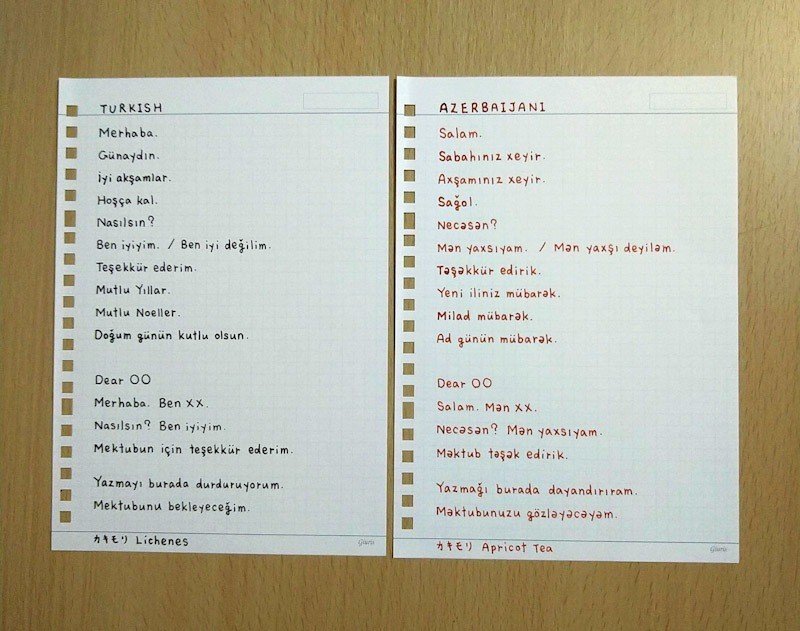 TURKISH
Merhaba.
Günaydın.
İyi akşamlar.
Hoşça kal.
Nasılsın?
Ben iyiyim. / Ben iyi değilim.
Teşekkür ederim.
Mutlu Yıllar.
Mutlu Noeller.
Doğum günün kutlu olsun.
Dear OO
Merhaba. Ben XX.
Nasılsın? Ben iyiyim.
Mektubun için teşekkür ederim.
Yazmayı burada durduruyorum.
Mektubunu bekleyeceğim.
カキモリ Lichenes
Giuris
AZERBAIJANI
Salam.
Sabahınız xeyir.
Axşamınız xeyir.
Sağol.
Necəsən?
Mən yaxsıyam. / Mən yaxşı deyiləm.
Təşəkkür edirik.
Yeni iliniz mübarək.
Milad mübarək.
Ad günün mübarək.
Dear OO
Salam. Mən XX.
Necəsən? Mən yaxsıyam.
Məktub təşək edirik.
Yazmağı burada dayandırıram.
Məktubunuzu gözləyəcəyəm.
カキモリ Apricot Tea
Giuris